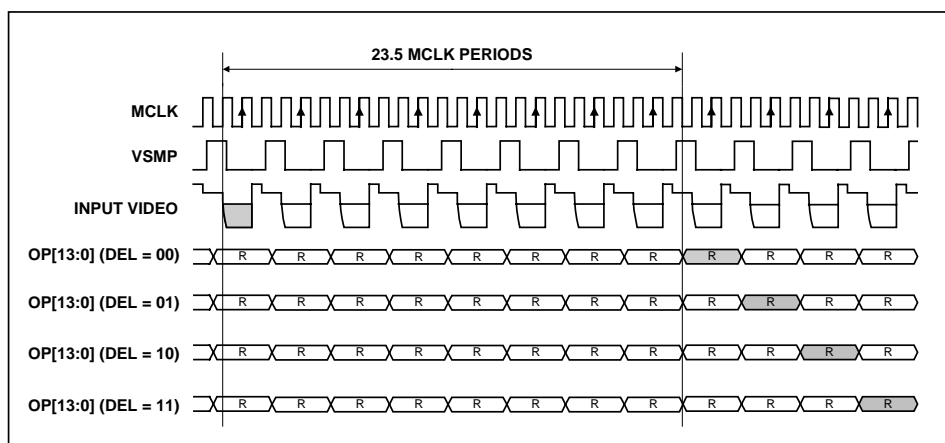 23.5 MCLK PERIODS
MCLK
VSMP
INPUT VIDEO
OP[13:0] (DEL = 00) R R R R R R R R R R R R
OP[13:0] (DEL = 01) R R R R R R R R R R R R
OP[13:0] (DEL = 10) R R R R R R R R R R R R
OP[13:0] (DEL = 11) R R R R R R R R R R R R